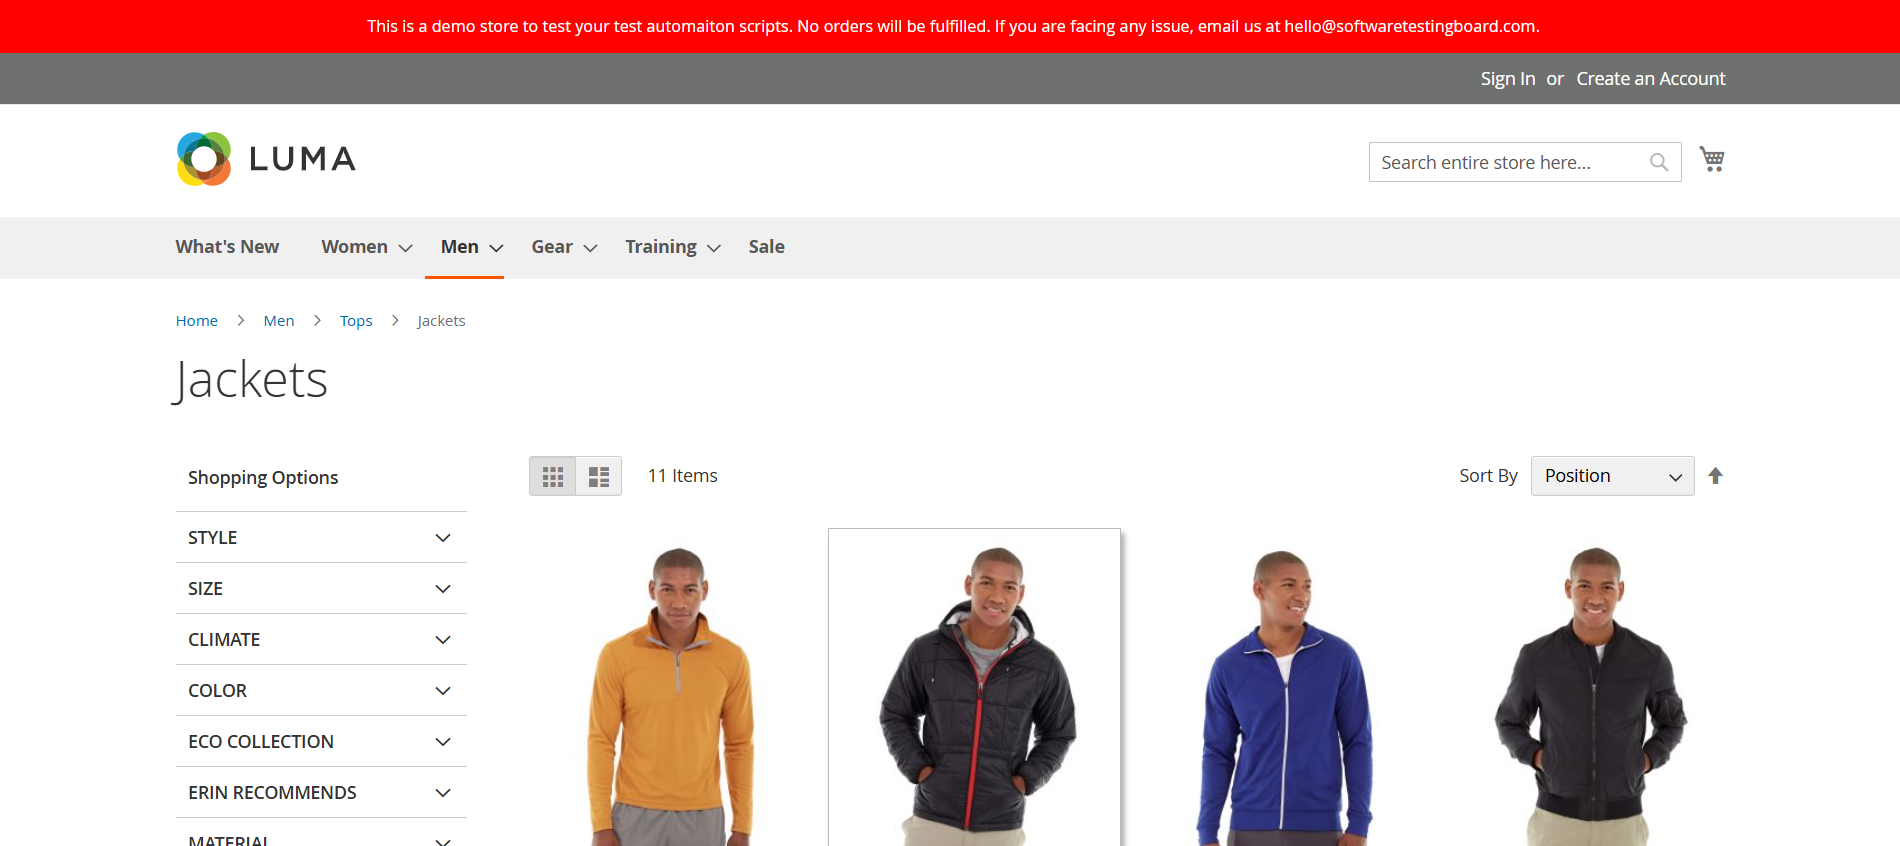 This is a demo store to test your test automaiton scripts. No orders will be fulfilled. If you are facing any issue, email us at hello@softwaretestingboard.com.
Sign In or Create an Account
LUMA
Search entire store here...
What's New Women Men Gear Training Sale
Home Men Tops Jackets
Jackets
Shopping Options
11 Items
Sort By Position
STYLE
SIZE
CLIMATE
COLOR
ECO COLLECTION
ERIN RECOMMENDS
MATERIAL